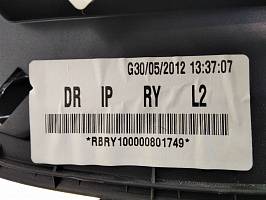 G30/05/2012 13:37:07
DR IP RY L2
*RBRY100000801749*